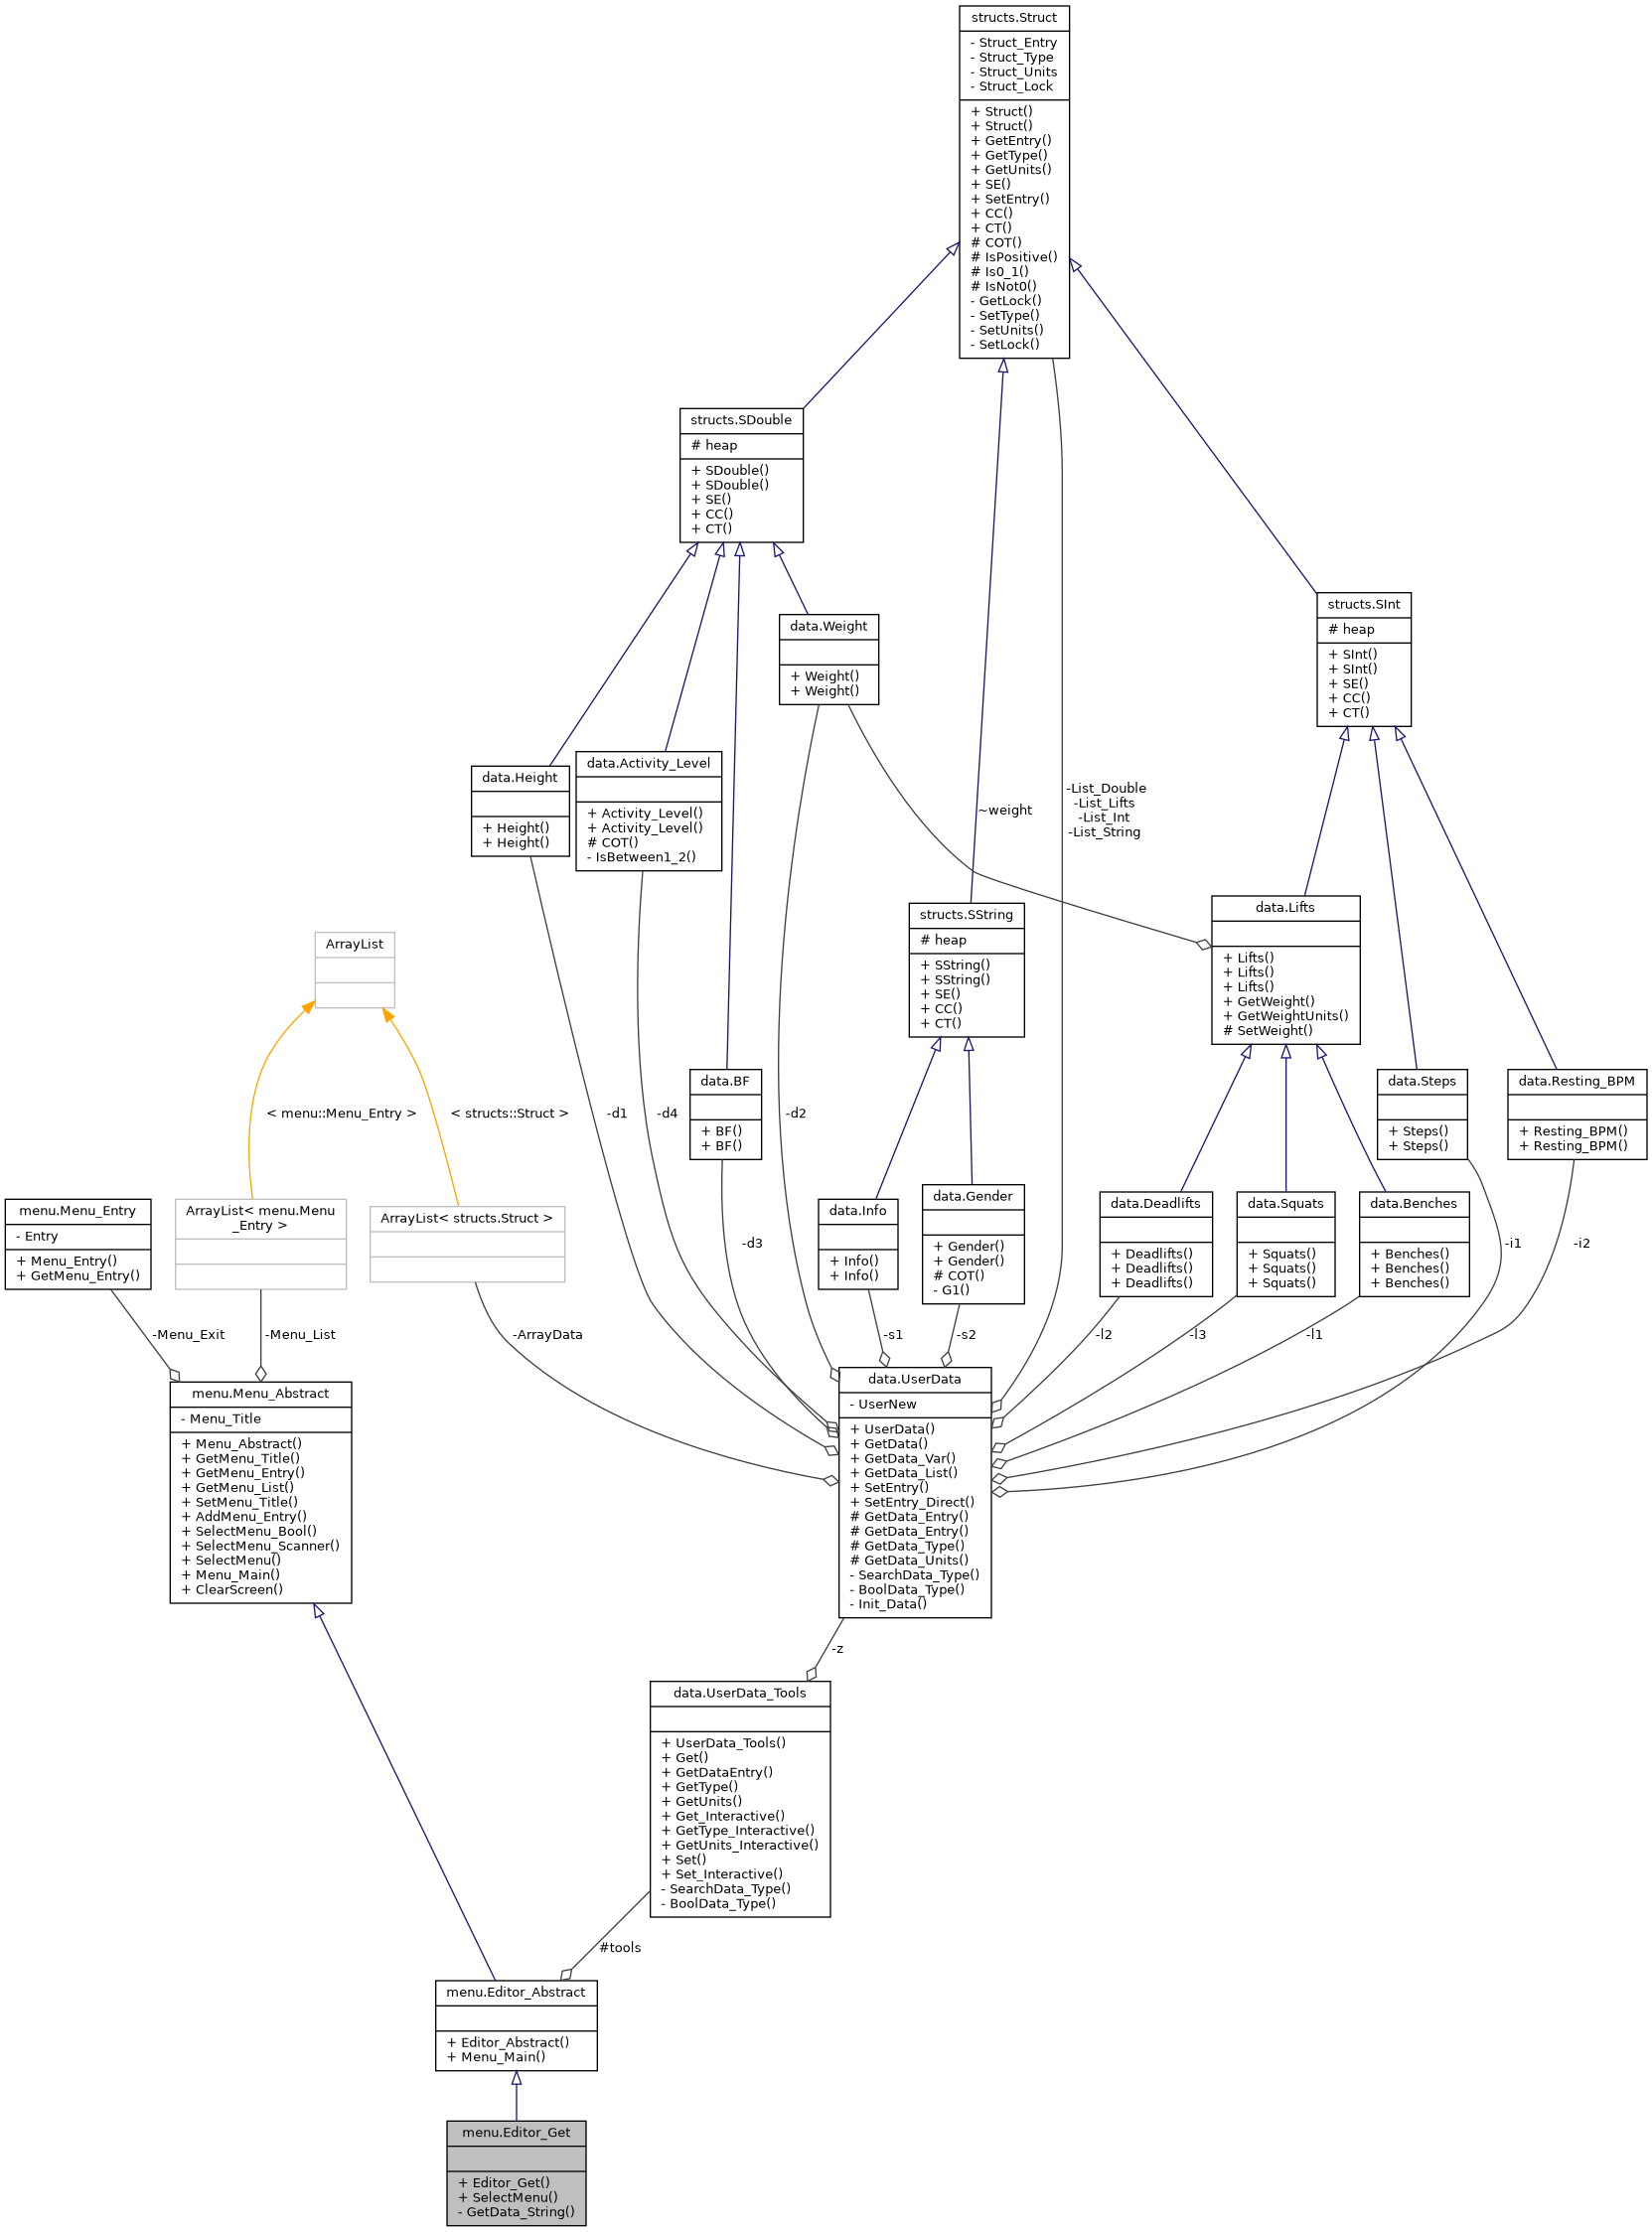 structs.Struct
- Struct_Entry
- Struct_Type
- Struct_Units
- Struct_Lock
+ Struct()
+ Struct()
+ GetEntry()
+ GetType()
+ GetUnits()
+ SE()
+ SetEntry()
+ CC()
+ CT()
# COT()
# IsPositive()
# Is0_1()
# IsNot0()
- GetLock()
- SetType()
- SetUnits()
- SetLock()
structs.SDouble
# heap
+ SDouble()
+ SDouble()
+ SE()
+ CC()
+ CT()
structs.SInt
# heap
+ SInt()
+ SInt()
+ SE()
+ CC()
+ CT()
data.Weight
+ Weight()
+ Weight()
data.Height
+ Height()
+ Height()
data.Activity_Level
+ Activity_Level()
+ Activity_Level()
# COT()
- IsBetween1_2()
~weight
-List_Double
-List_Lifts
-List_Int
-List_String
structs.SString
# heap
+ SString()
+ SString()
+ SE()
+ CC()
+ CT()
data.Lifts
+ Lifts()
+ Lifts()
+ Lifts()
+ GetWeight()
+ GetWeightUnits()
# SetWeight()
ArrayList
data.BF
+ BF()
+ BF()
data.Steps
+ Steps()
+ Steps()
data.Resting_BPM
+ Resting_BPM()
+ Resting_BPM()
< menu::Menu_Entry >
< structs::Struct >
-d1
-d4
-d2
menu.Menu_Entry
- Entry
+ Menu_Entry()
+ GetMenu_Entry()
ArrayList< menu.Menu
_Entry >
ArrayList< structs.Struct >
-d3
data.Info
+ Info()
+ Info()
data.Gender
+ Gender()
+ Gender()
# COT()
- G1()
data.Deadlifts
+ Deadlifts()
+ Deadlifts()
+ Deadlifts()
data.Squats
+ Squats()
+ Squats()
+ Squats()
data.Benches
+ Benches()
+ Benches()
+ Benches()
-i1
-i2
-Menu_Exit
-Menu_List
-ArrayData
-s1
-s2
-l2
-l3
-l1
menu.Menu_Abstract
- Menu_Title
+ Menu_Abstract()
+ GetMenu_Title()
+ GetMenu_Entry()
+ GetMenu_List()
+ SetMenu_Title()
+ AddMenu_Entry()
+ SelectMenu_Bool()
+ SelectMenu_Scanner()
+ SelectMenu()
+ Menu_Main()
+ ClearScreen()
data.UserData
- UserNew
+ UserData()
+ GetData()
+ GetData_Var()
+ GetData_List()
+ SetEntry()
+ SetEntry_Direct()
# GetData_Entry()
# GetData_Entry()
# GetData_Type()
# GetData_Units()
- SearchData_Type()
- BoolData_Type()
- Init_Data()
-z
data.UserData_Tools
+ UserData_Tools()
+ Get()
+ GetDataEntry()
+ GetType()
+ GetUnits()
+ Get_Interactive()
+ GetType_Interactive()
+ GetUnits_Interactive()
+ Set()
+ Set_Interactive()
- SearchData_Type()
- BoolData_Type()
#tools
menu.Editor_Abstract
+ Editor_Abstract()
+ Menu_Main()
menu.Editor_Get
+ Editor_Get()
+ SelectMenu()
- GetData_String()